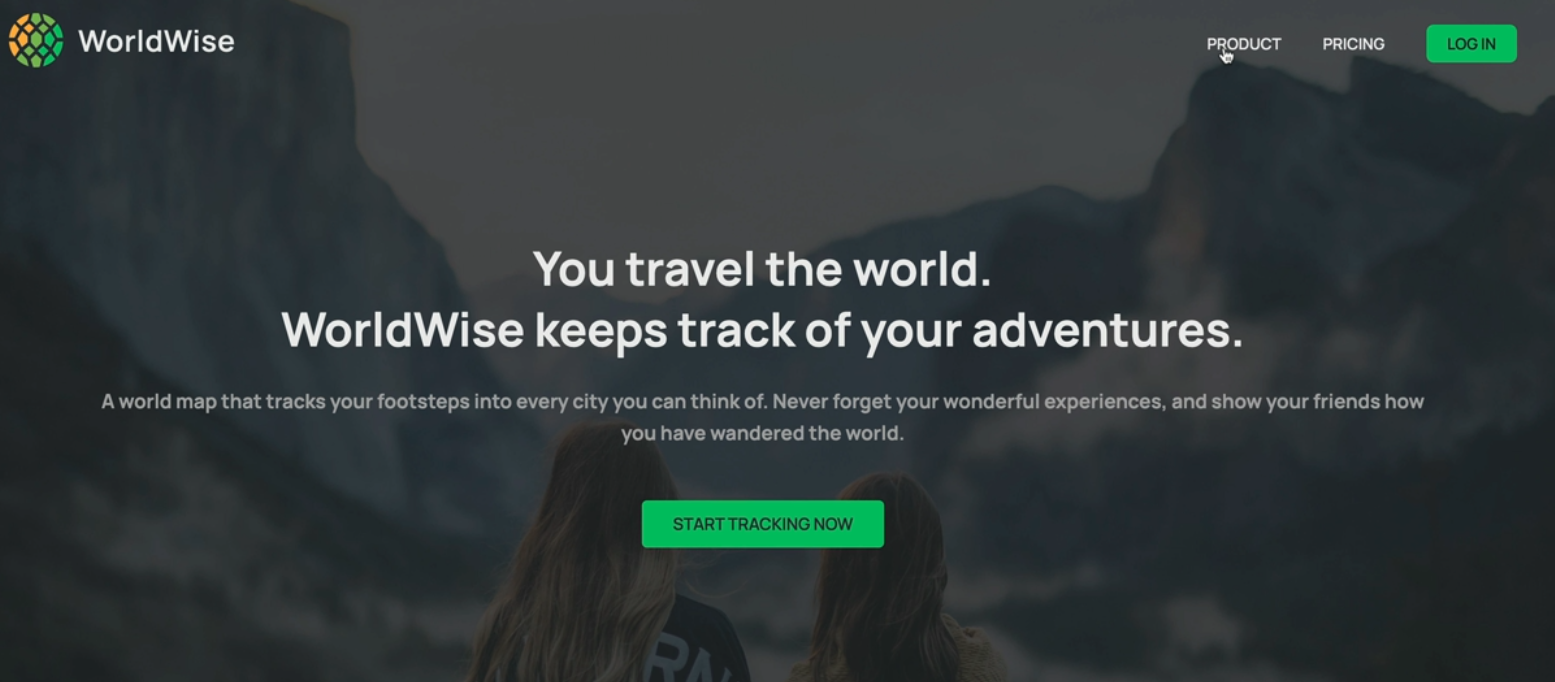 WorldWise
PRODUCT
PRICING
LOG IN
You travel the world.
WorldWise keeps track of your adventures.
A world map that tracks your footsteps into every city you can think of. Never forget your wonderful experiences, and show your friends how
you have wandered the world.
START TRACKING NOW
RN